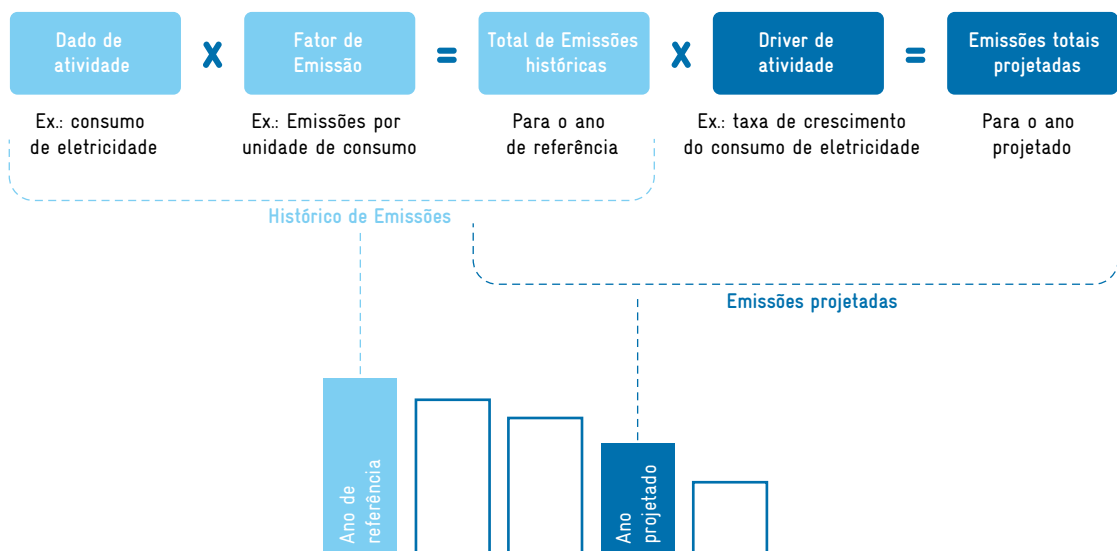 Dado de
atividade
X
Fator de
Emissão
=
Total de Emissões
históricas
X
Driver de
atividade
=
Emissões totais
projetadas
Ex.: consumo
de eletricidade
Ex.: Emissões por
unidade de consumo
Para o ano
de referência
Ex.: taxa de crescimento
do consumo de eletricidade
Para o ano
projetado
Histórico de Emissões
Emissões projetadas
Ano de
referência
Ano
projetado